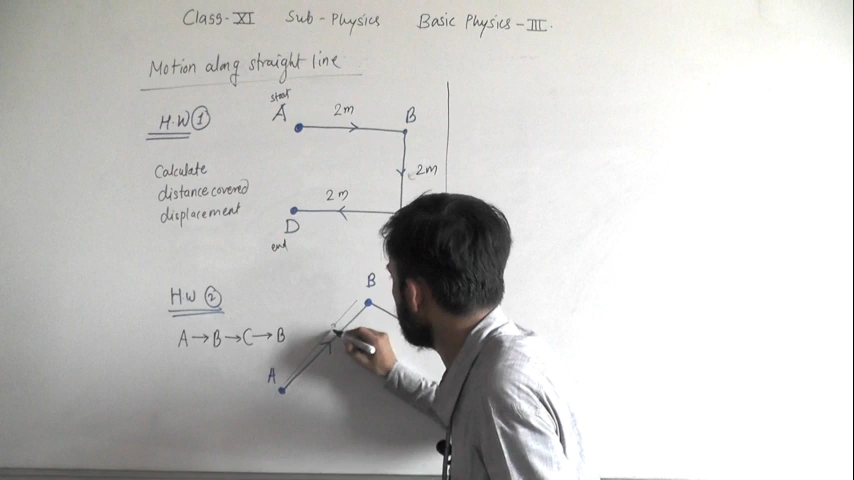 Class-XI Sub-Physics Basic Physics-III.
Motion along straight line
H.W ①
start
A 2m B
2m
Calculate
distance covered
displacement
2m
D
end
HW ②
A→B→C→B
B
A